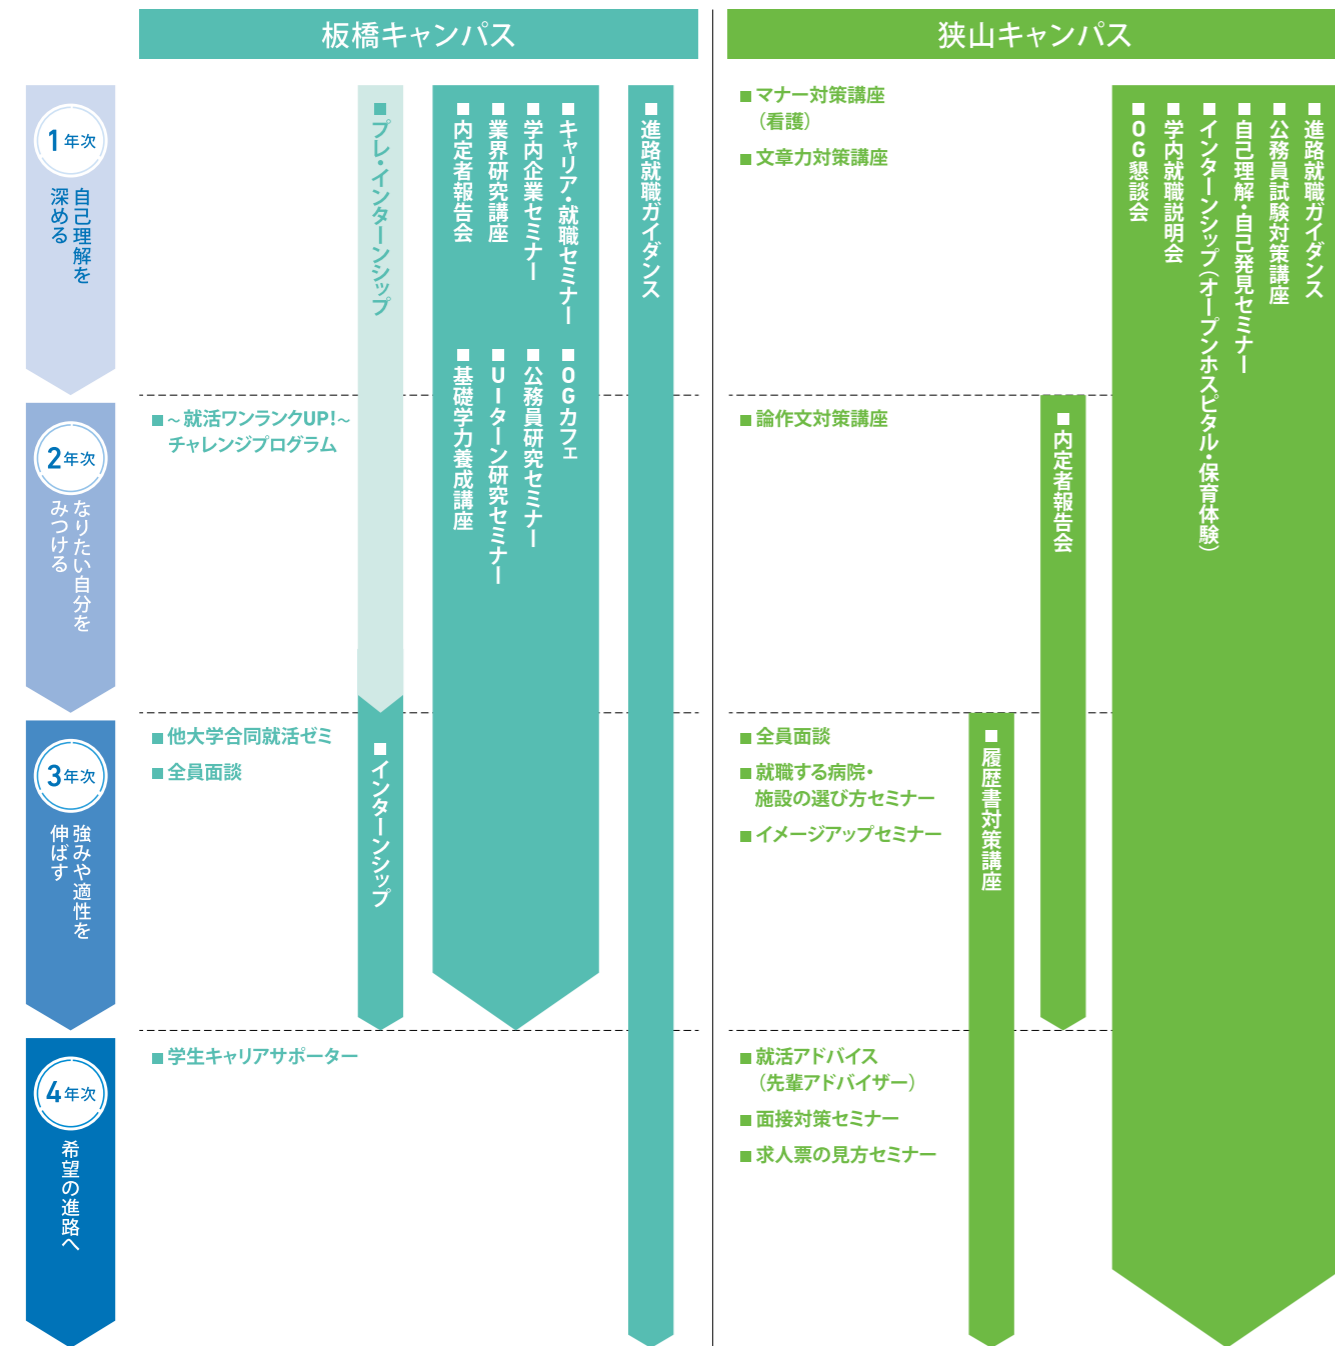 板橋キャンパス
狭山キャンパス
1年次
自己理解を
深める
2年次
なりたい自分を
みつける
3年次
強みや適性を
伸ばす
4年次
希望の進路へ
■～就活ワンランクUP!～
チャレンジプログラム
■他大学合同就活ゼミ
■全員面談
■学生キャリアサポーター
■プレ・インターンシップ
■インターンシップ
■キャリア・就職セミナー
■学内企業セミナー
■業界研究講座
■内定者報告会
■OGカフェ
■公務員研究セミナー
■UIターン研究セミナー
■基礎学力養成講座
■進路就職ガイダンス
■マナー対策講座
（看護）
■文章力対策講座
■論作文対策講座
■全員面談
■就職する病院・
施設の選び方セミナー
■イメージアップセミナー
■就活アドバイス
（先輩アドバイザー）
■面接対策セミナー
■求人票の見方セミナー
■履歴書対策講座
■内定者報告会
■進路就職ガイダンス
■公務員試験対策講座
■自己理解・自己発見セミナー
■インターンシップ（オープンホスピタル・保育体験）
■学内就職説明会
■OG懇談会